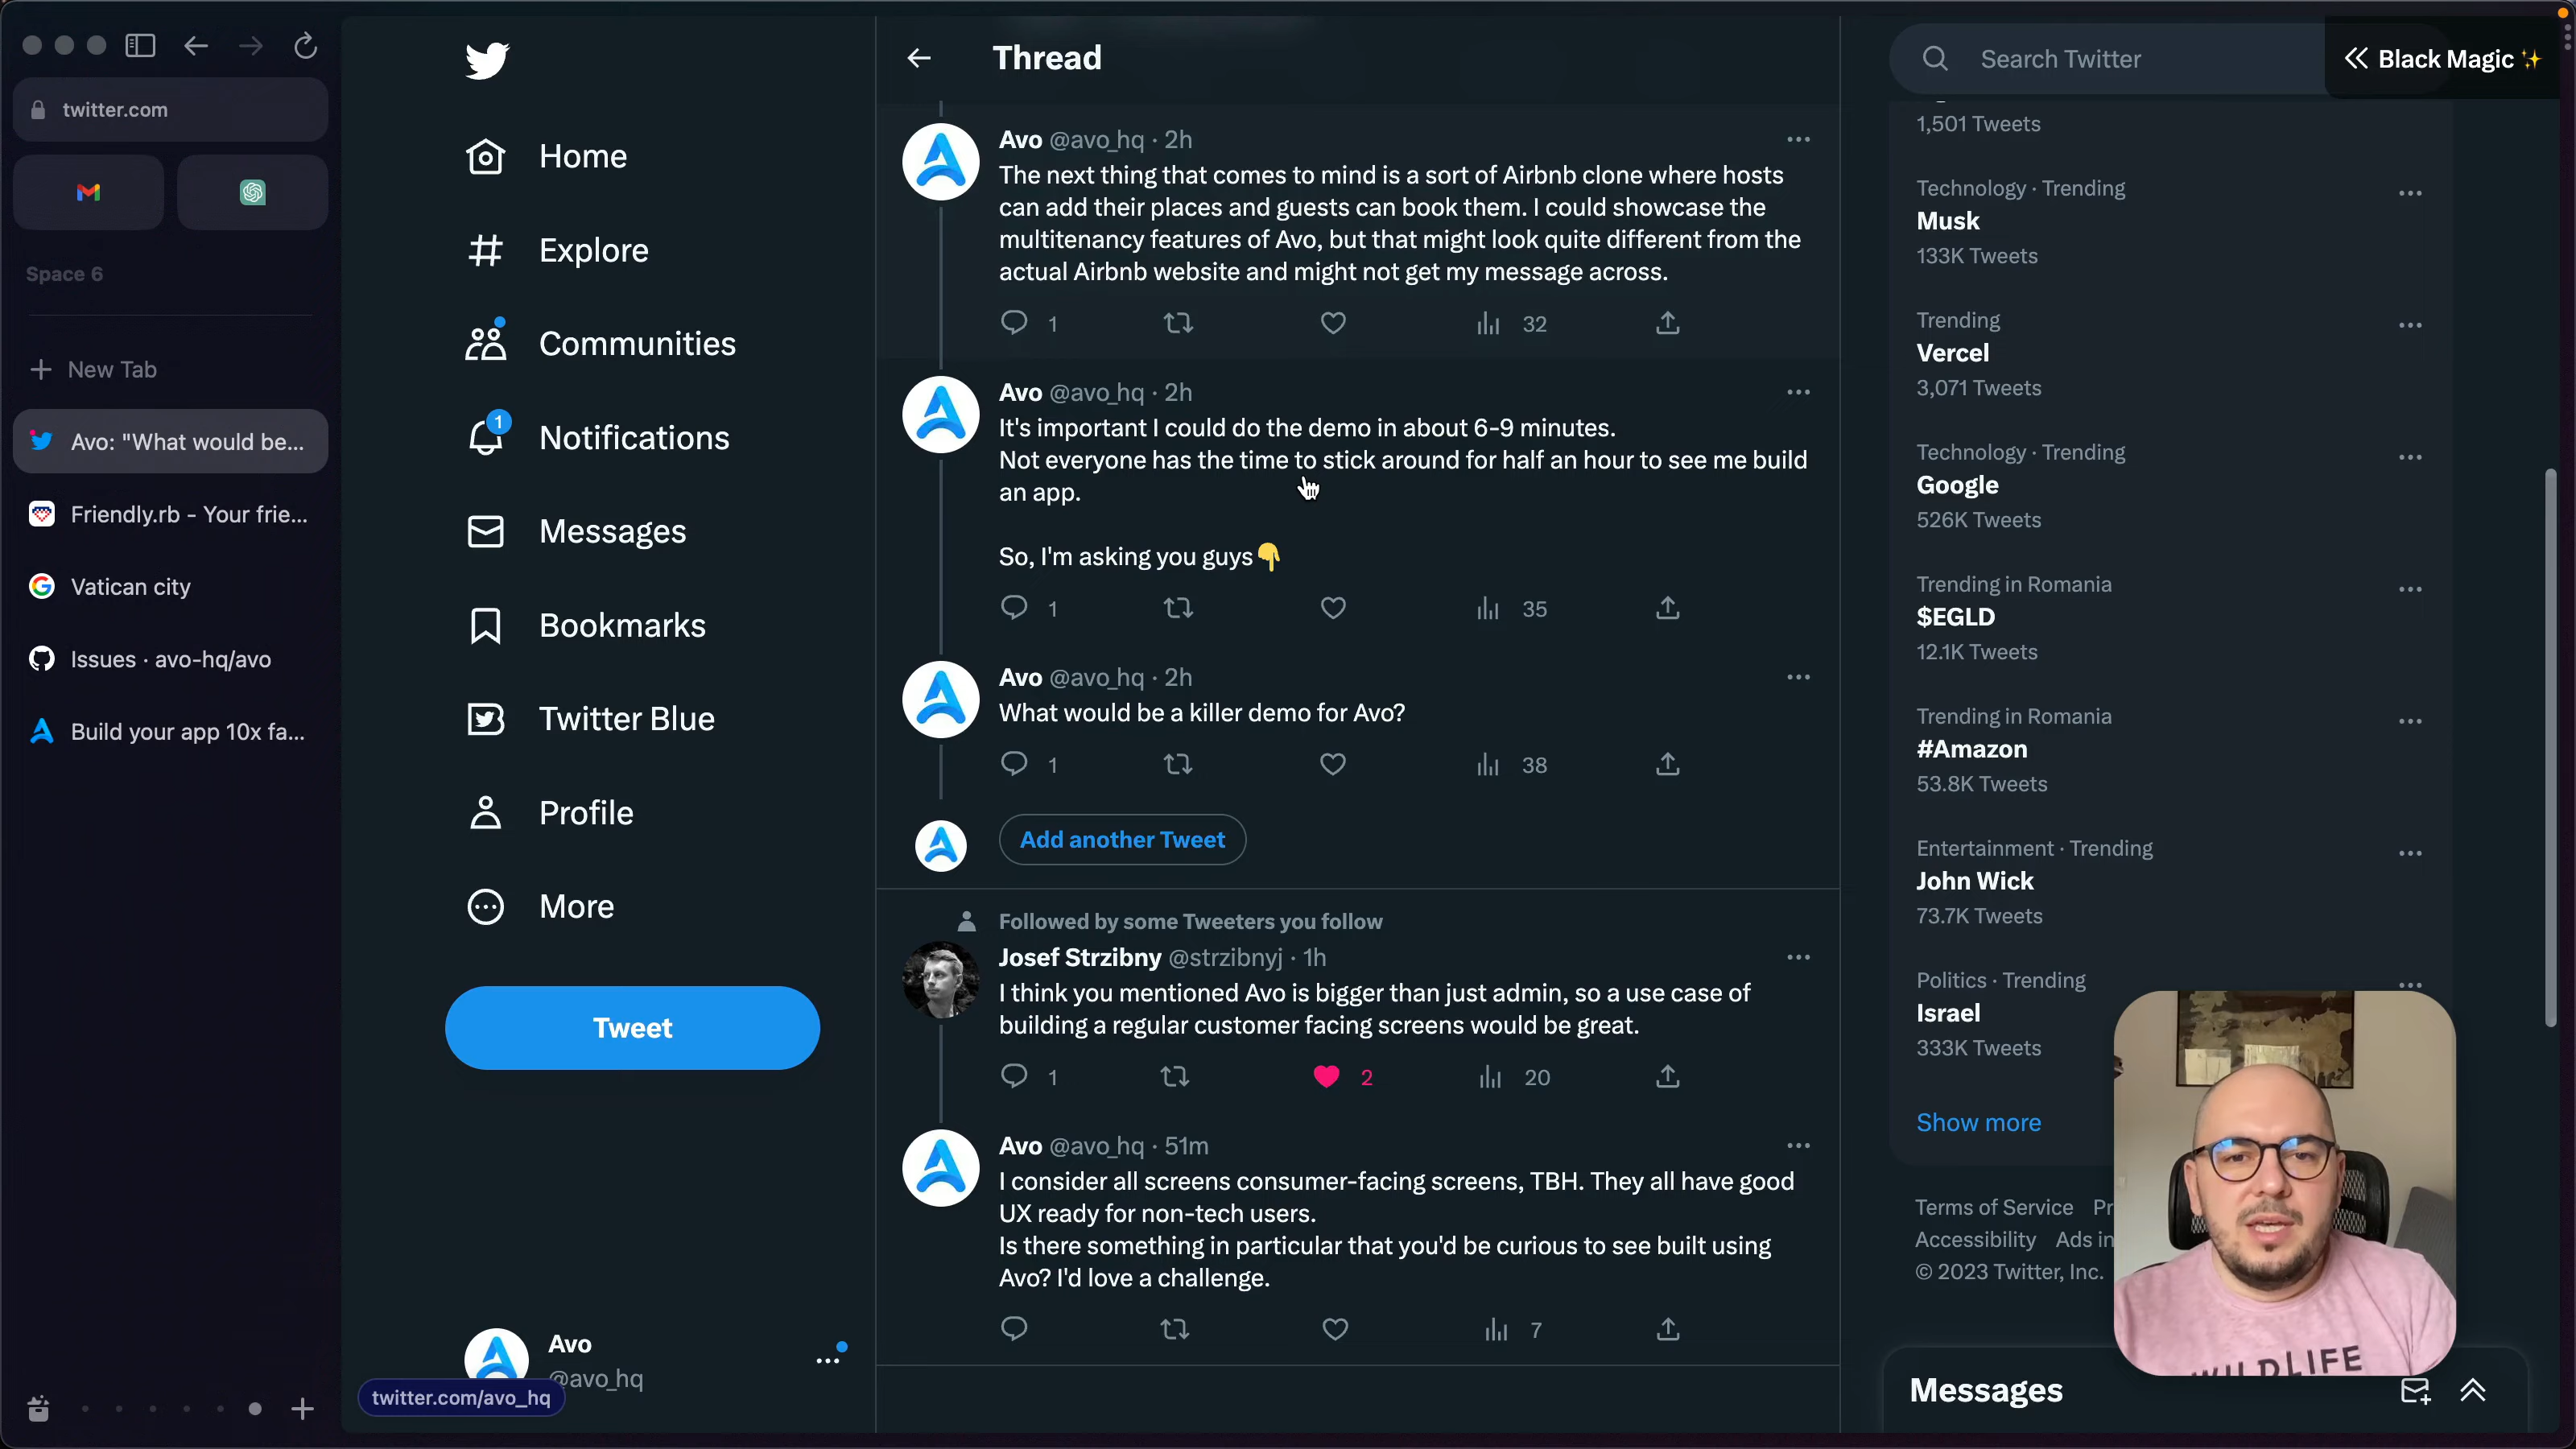 twitter.com
Space 6
New Tab
Avo: "What would be...
Friendly.rb - Your frie...
Vatican city
Issues · avo-hq/avo
Build your app 10x fa...
Home
Explore
Communities
1
Notifications
Messages
Bookmarks
Twitter Blue
Profile
More
Tweet
Avo
@avo_hq
twitter.com/avo_hq
Thread
Avo @avo_hq · 2h
The next thing that comes to mind is a sort of Airbnb clone where hosts
can add their places and guests can book them. I could showcase the
multitenancy features of Avo, but that might look quite different from the
actual Airbnb website and might not get my message across.
1 32
Avo @avo_hq · 2h
It's important I could do the demo in about 6-9 minutes.
Not everyone has the time to stick around for half an hour to see me build
an app.
So, I'm asking you guys👇
1 35
Avo @avo_hq · 2h
What would be a killer demo for Avo?
1 38
Add another Tweet
Followed by some Tweeters you follow
Josef Strzibny @strzibnyj · 1h
I think you mentioned Avo is bigger than just admin, so a use case of
building a regular customer facing screens would be great.
1 2 20
Avo @avo_hq · 51m
I consider all screens consumer-facing screens, TBH. They all have good
UX ready for non-tech users.
Is there something in particular that you'd be curious to see built using
Avo? I'd love a challenge.
7
Search Twitter
Black Magic ✨
1,501 Tweets
Technology · Trending
Musk
133K Tweets
Trending
Vercel
3,071 Tweets
Technology · Trending
Google
526K Tweets
Trending in Romania
$EGLD
12.1K Tweets
Trending in Romania
#Amazon
53.8K Tweets
Entertainment · Trending
John Wick
73.7K Tweets
Politics · Trending
Israel
333K Tweets
Show more
Terms of Service Pr
Accessibility Ads in
© 2023 Twitter, Inc.
WILDLIFE
Messages